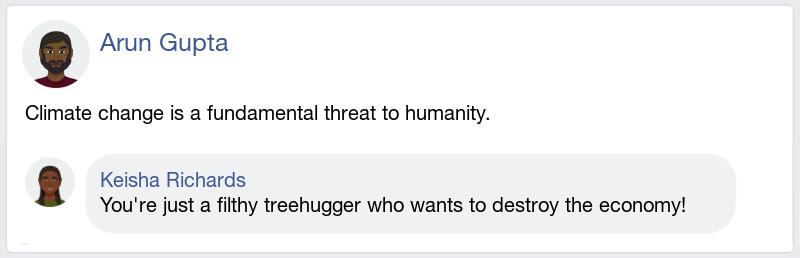 Arun Gupta
Climate change is a fundamental threat to humanity.
Keisha Richards
You're just a filthy treehugger who wants to destroy the economy!